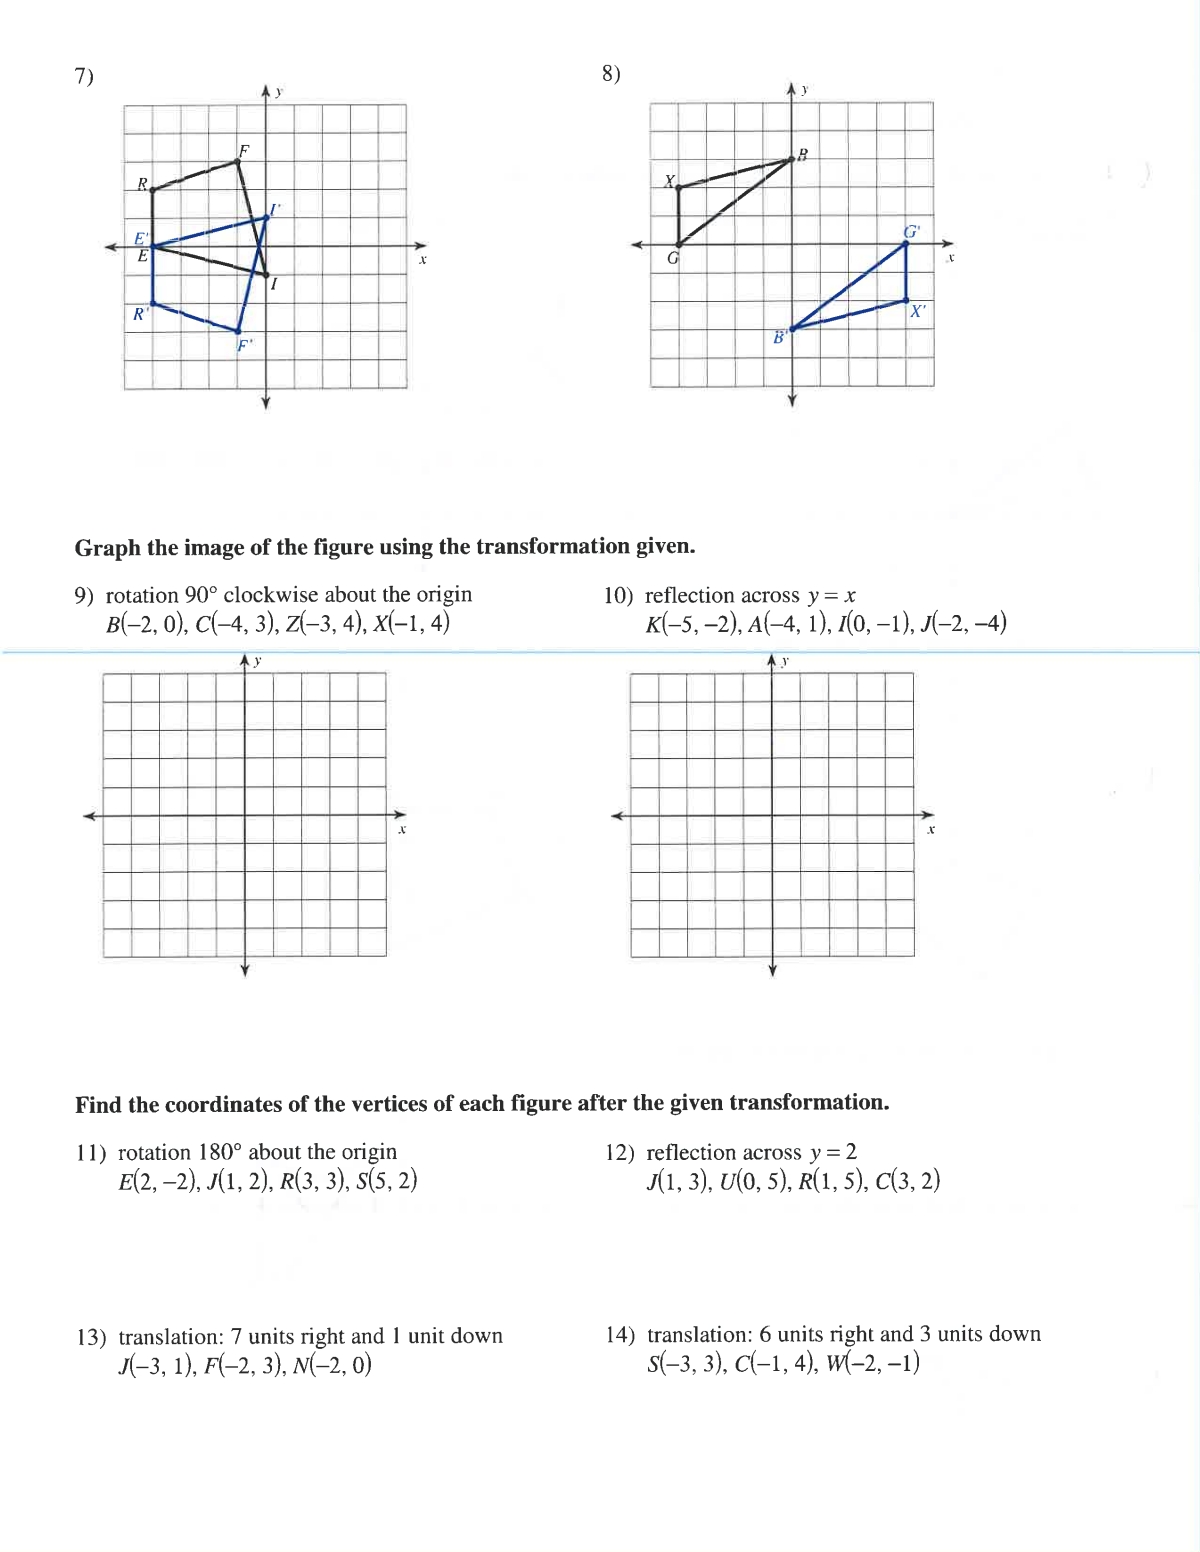 7)
8)
y
F
R
I'
E'
E
x
I
R'
F'
y
B
X
G'
G
x
X'
B'
Graph the image of the figure using the transformation given.
9) rotation 90° clockwise about the origin
B(−2, 0), C(−4, 3), Z(−3, 4), X(−1, 4)
10) reflection across y = x
K(−5, −2), A(−4, 1), I(0, −1), J(−2, −4)
y
x
y
x
Find the coordinates of the vertices of each figure after the given transformation.
11) rotation 180° about the origin
E(2, −2), J(1, 2), R(3, 3), S(5, 2)
12) reflection across y = 2
J(1, 3), U(0, 5), R(1, 5), C(3, 2)
13) translation: 7 units right and 1 unit down
J(−3, 1), F(−2, 3), N(−2, 0)
14) translation: 6 units right and 3 units down
S(−3, 3), C(−1, 4), W(−2, −1)